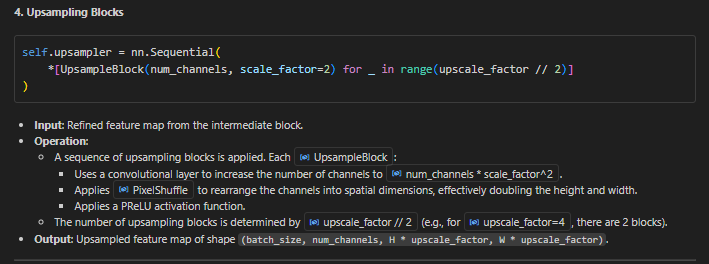 4. Upsampling Blocks
self.upsampler = nn.Sequential(
*[UpsampleBlock(num_channels, scale_factor=2) for _ in range(upscale_factor // 2)]
)
Input: Refined feature map from the intermediate block.
Operation:
A sequence of upsampling blocks is applied. Each UpsampleBlock :
Uses a convolutional layer to increase the number of channels to num_channels * scale_factor^2 .
Applies PixelShuffle to rearrange the channels into spatial dimensions, effectively doubling the height and width.
Applies a PReLU activation function.
The number of upsampling blocks is determined by upscale_factor // 2 (e.g., for upscale_factor=4 , there are 2 blocks).
Output: Upsampled feature map of shape (batch_size, num_channels, H * upscale_factor, W * upscale_factor).